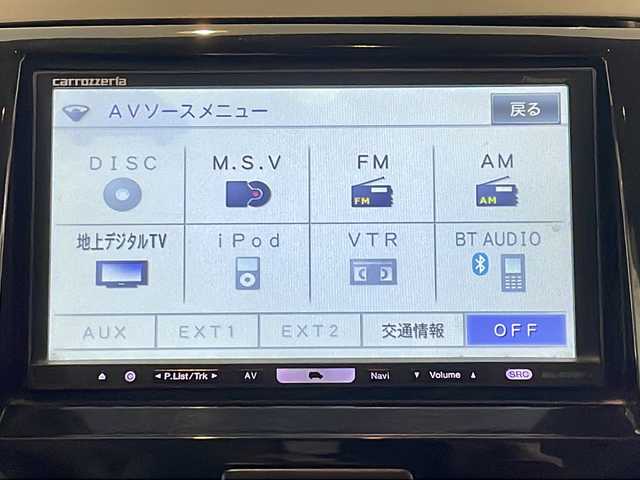 carrozzeria Pioneer
AVソースメニュー 戻る
DISC M.S.V FM AM
FM AM
地上デジタルTV iPod VTR BT AUDIO
AUX EXT1 EXT2 交通情報 OFF
P.List/Trk AV Navi Volume SRC